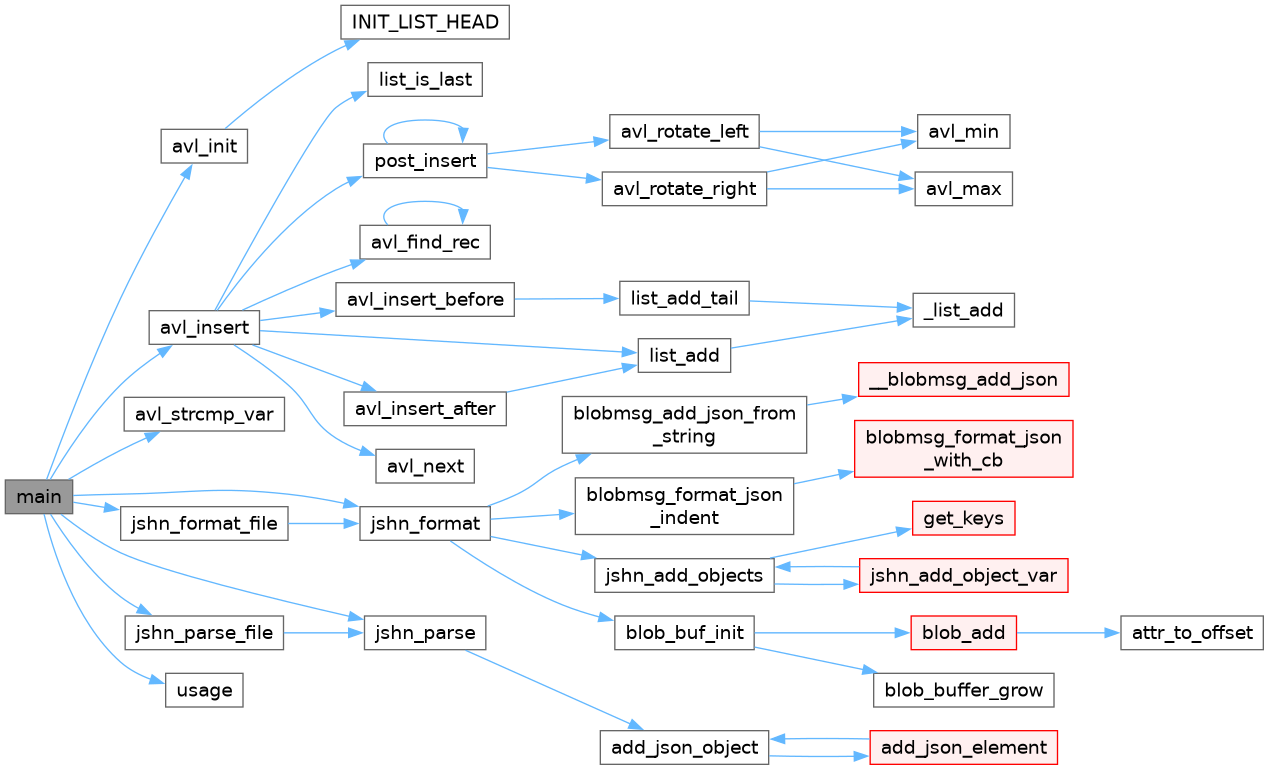 INIT_LIST_HEAD
list_is_last
avl_init
post_insert
avl_rotate_left
avl_min
avl_rotate_right
avl_max
avl_find_rec
avl_insert_before
list_add_tail
_list_add
avl_insert
list_add
__blobmsg_add_json
avl_strcmp_var
avl_insert_after
blobmsg_add_json_from
_string
blobmsg_format_json
_with_cb
avl_next
main
jshn_format_file
jshn_format
blobmsg_format_json
_indent
get_keys
jshn_add_objects
jshn_add_object_var
jshn_parse_file
jshn_parse
blob_buf_init
blob_add
attr_to_offset
usage
blob_buffer_grow
add_json_object
add_json_element